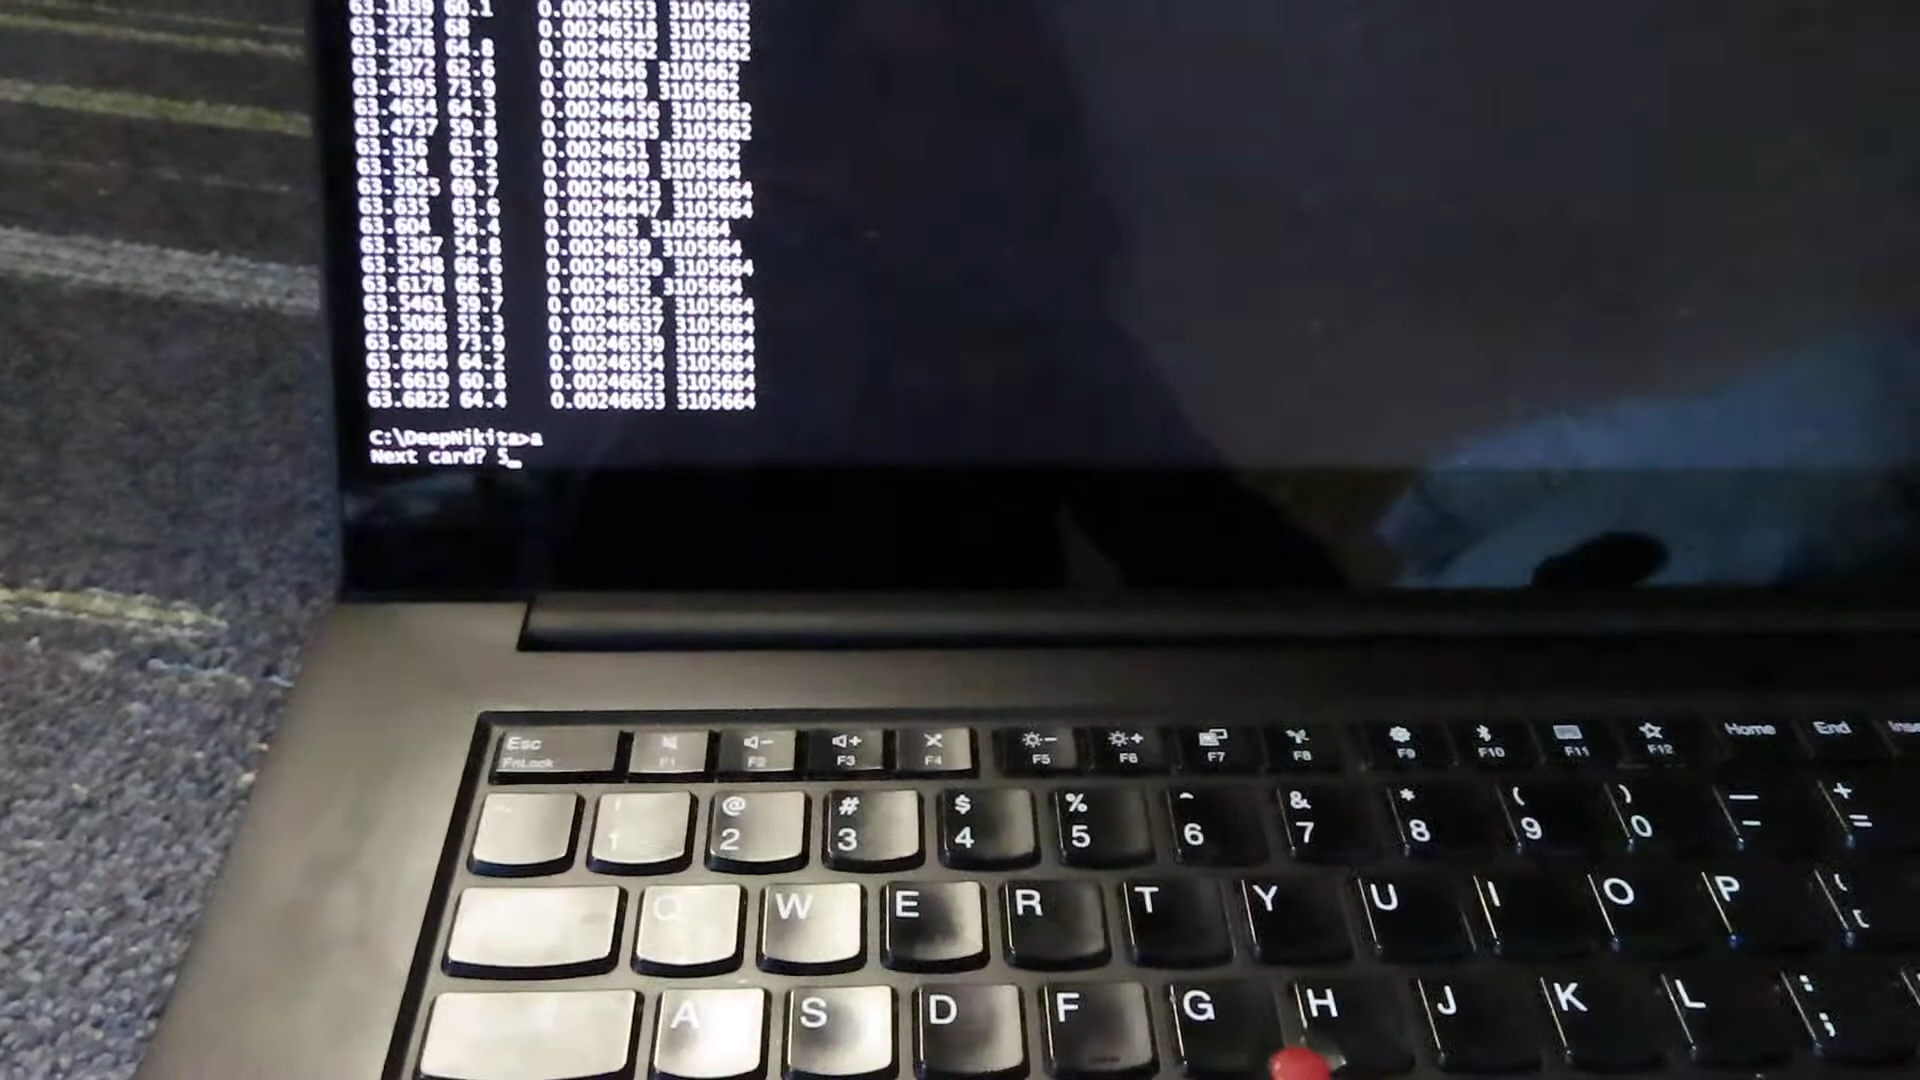 63.1839 60.1 0.00246553 3105662
63.2732 68 0.00246518 3105662
63.2978 64.8 0.00246562 3105662
63.2972 62.6 0.0024656 3105662
63.4395 73.9 0.0024649 3105662
63.4654 64.3 0.00246456 3105662
63.4737 59.8 0.00246485 3105662
63.516 61.9 0.0024651 3105662
63.524 62.2 0.0024649 3105664
63.5925 69.7 0.00246423 3105664
63.635 63.6 0.00246447 3105664
63.604 56.4 0.002465 3105664
63.5367 54.8 0.0024659 3105664
63.5248 66.6 0.00246529 3105664
63.6178 66.3 0.0024652 3105664
63.5461 59.7 0.00246522 3105664
63.5066 55.3 0.00246637 3105664
63.6288 73.9 0.00246539 3105664
63.6464 64.2 0.00246554 3105664
63.6619 60.8 0.00246623 3105664
63.6822 64.4 0.00246653 3105664
C:\DeepNikita>a
Next card? 5_
Esc Home End
FnLock F1 F2 F3 F4 F5 F6 F7 F8 F9 F10 F11 F12
~ ! @ # $ % ^ & * ( ) — +
1 2 3 4 5 6 7 8 9 0 - =
Q W E R T Y U I O P { [
A S D F G H J K L : ;